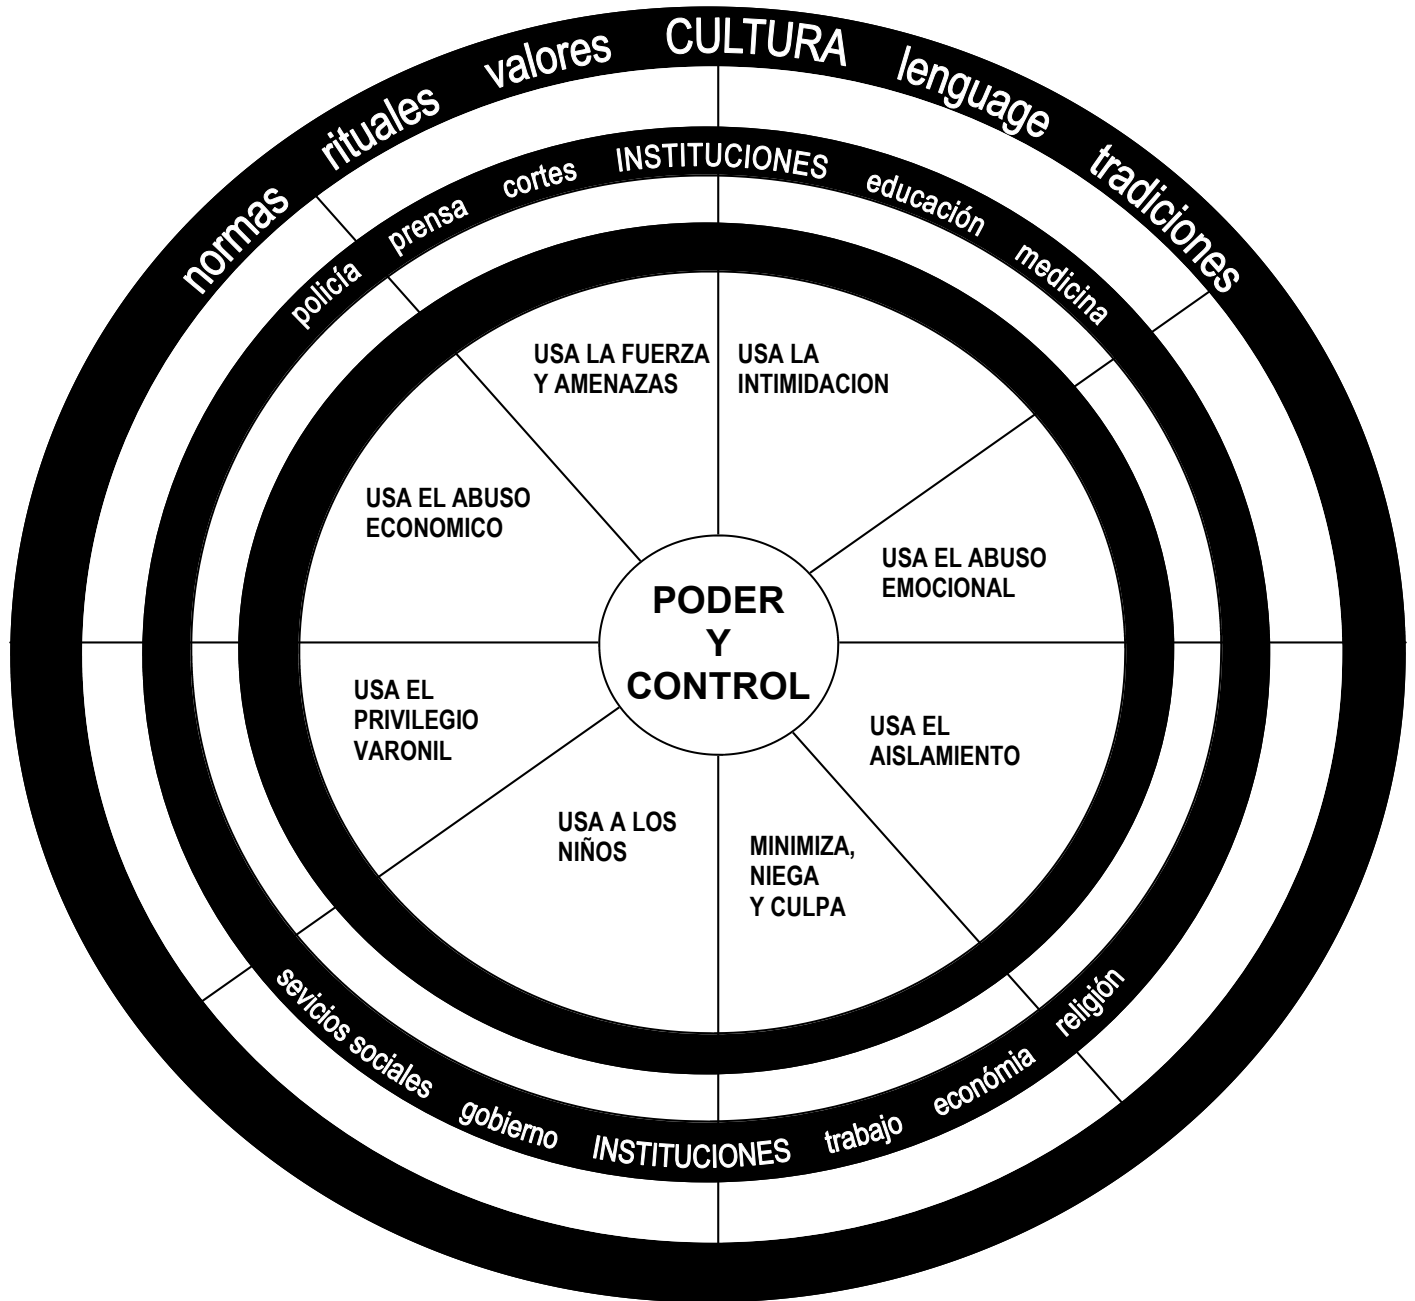 normas rituales valores CULTURA lenguage tradiciones
policía prensa cortes INSTITUCIONES educación medicina
USA LA FUERZA
Y AMENAZAS
USA LA
INTIMIDACION
USA EL ABUSO
ECONOMICO
USA EL ABUSO
EMOCIONAL
PODER
Y
CONTROL
USA EL
PRIVILEGIO
VARONIL
USA EL
AISLAMIENTO
USA A LOS
NIÑOS
MINIMIZA,
NIEGA
Y CULPA
sevicios sociales gobierno INSTITUCIONES trabajo económia religión